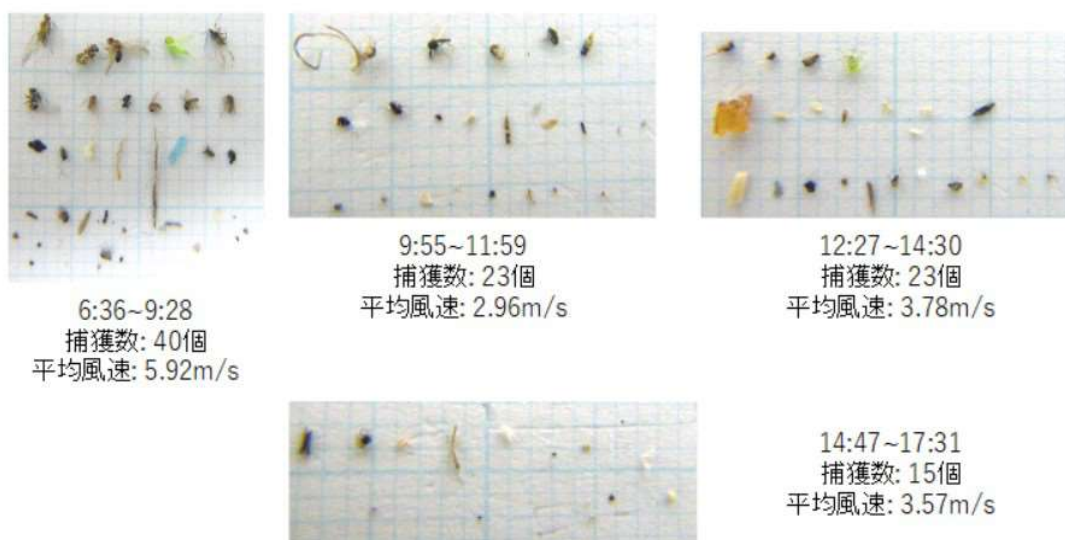 6:36~9:28
捕獲数: 40個
平均風速: 5.92m/s
9:55~11:59
捕獲数: 23個
平均風速: 2.96m/s
12:27~14:30
捕獲数: 23個
平均風速: 3.78m/s
14:47~17:31
捕獲数: 15個
平均風速: 3.57m/s